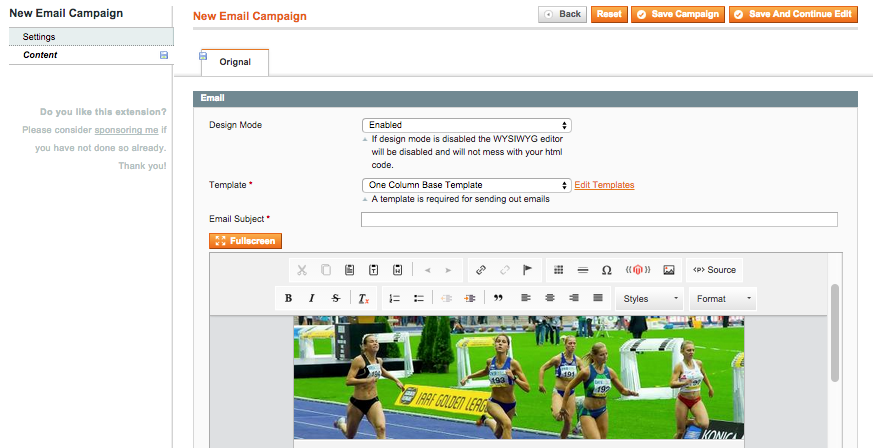 New Email Campaign
Settings
Content
Do you like this extension?
Please consider sponsoring me if
you have not done so already.
Thank you!
New Email Campaign
Back
Reset
Save Campaign
Save And Continue Edit
Orignal
Email
Design Mode
Enabled
If design mode is disabled the WYSIWYG editor
will be disabled and will not mess with your html
code.
Template *
One Column Base Template
Edit Templates
A template is required for sending out emails
Email Subject *
Fullscreen
Source
B I S Tx
Styles
Format
193
191
192
IAAF GOLDEN LEAGUE
KONICA